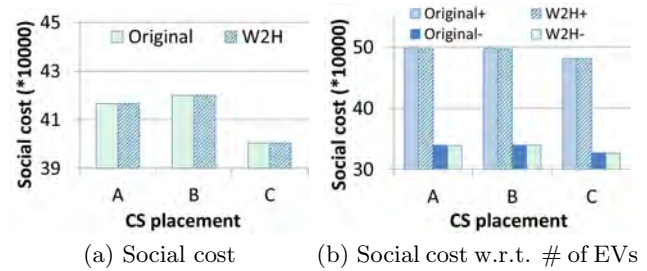 Social cost (*10000)
45
43
41
39
Original
W2H
A
B
C
CS placement
(a) Social cost
Social cost (*10000)
50
40
30
Original+
W2H+
Original-
W2H-
A
B
C
CS placement
(b) Social cost w.r.t. # of EVs